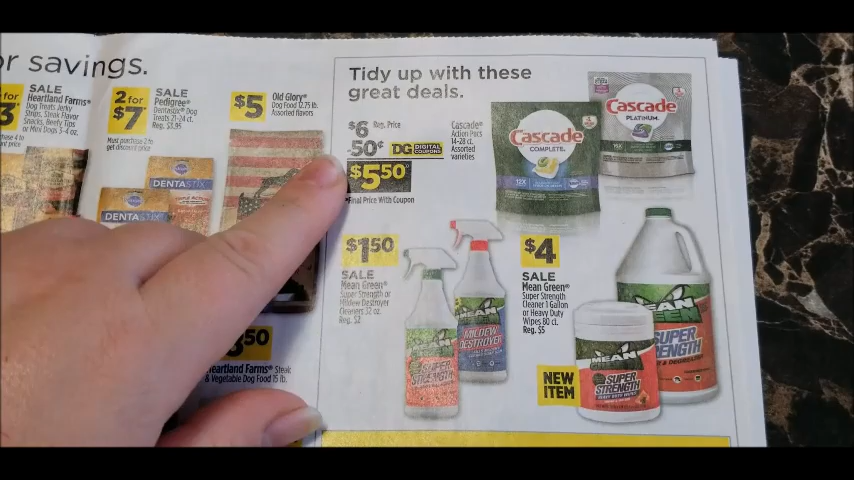 or savings.
for
3
SALE
Heartland Farms®
Dog Treats Jerky
Strips, Steak Flavor
Snacks, Beefy Tips
or Mini Dogs 3-4 oz.
2 for
$7
SALE
Pedigree®
Dentastix® Dog
Treats 21-24 ct.
Reg. $3.95
Must purchase 2 to
get discount price
DENTASTIX
DENTASTIX
$5
Old Glory®
Dog Food 12.75 lb.
Assorted flavors
3.50
Heartland Farms® Steak
& Vegetable Dog Food 15 lb.
Tidy up with these
great deals.
$6 Reg. Price
-50¢ DG DIGITAL COUPONS
$5.50*
*Final Price With Coupon
Cascade®
Action Pacs
14-28 ct.
Assorted
varieties
Cascade
COMPLETE.
Cascade
PLATINUM.
$1.50
SALE
Mean Green®
Super Strength or
Mildew Destroyer
Cleaners 32 oz.
Reg. $2
MEAN GREEN
SUPER STRENGTH
MILDEW
DESTROYER
$4
SALE
Mean Green®
Super Strength
Cleaner 1 Gallon
or Heavy Duty
Wipes 80 ct.
Reg. $5
NEW
ITEM
MEAN
SUPER
STRENGTH
MEAN
GREEN
SUPER